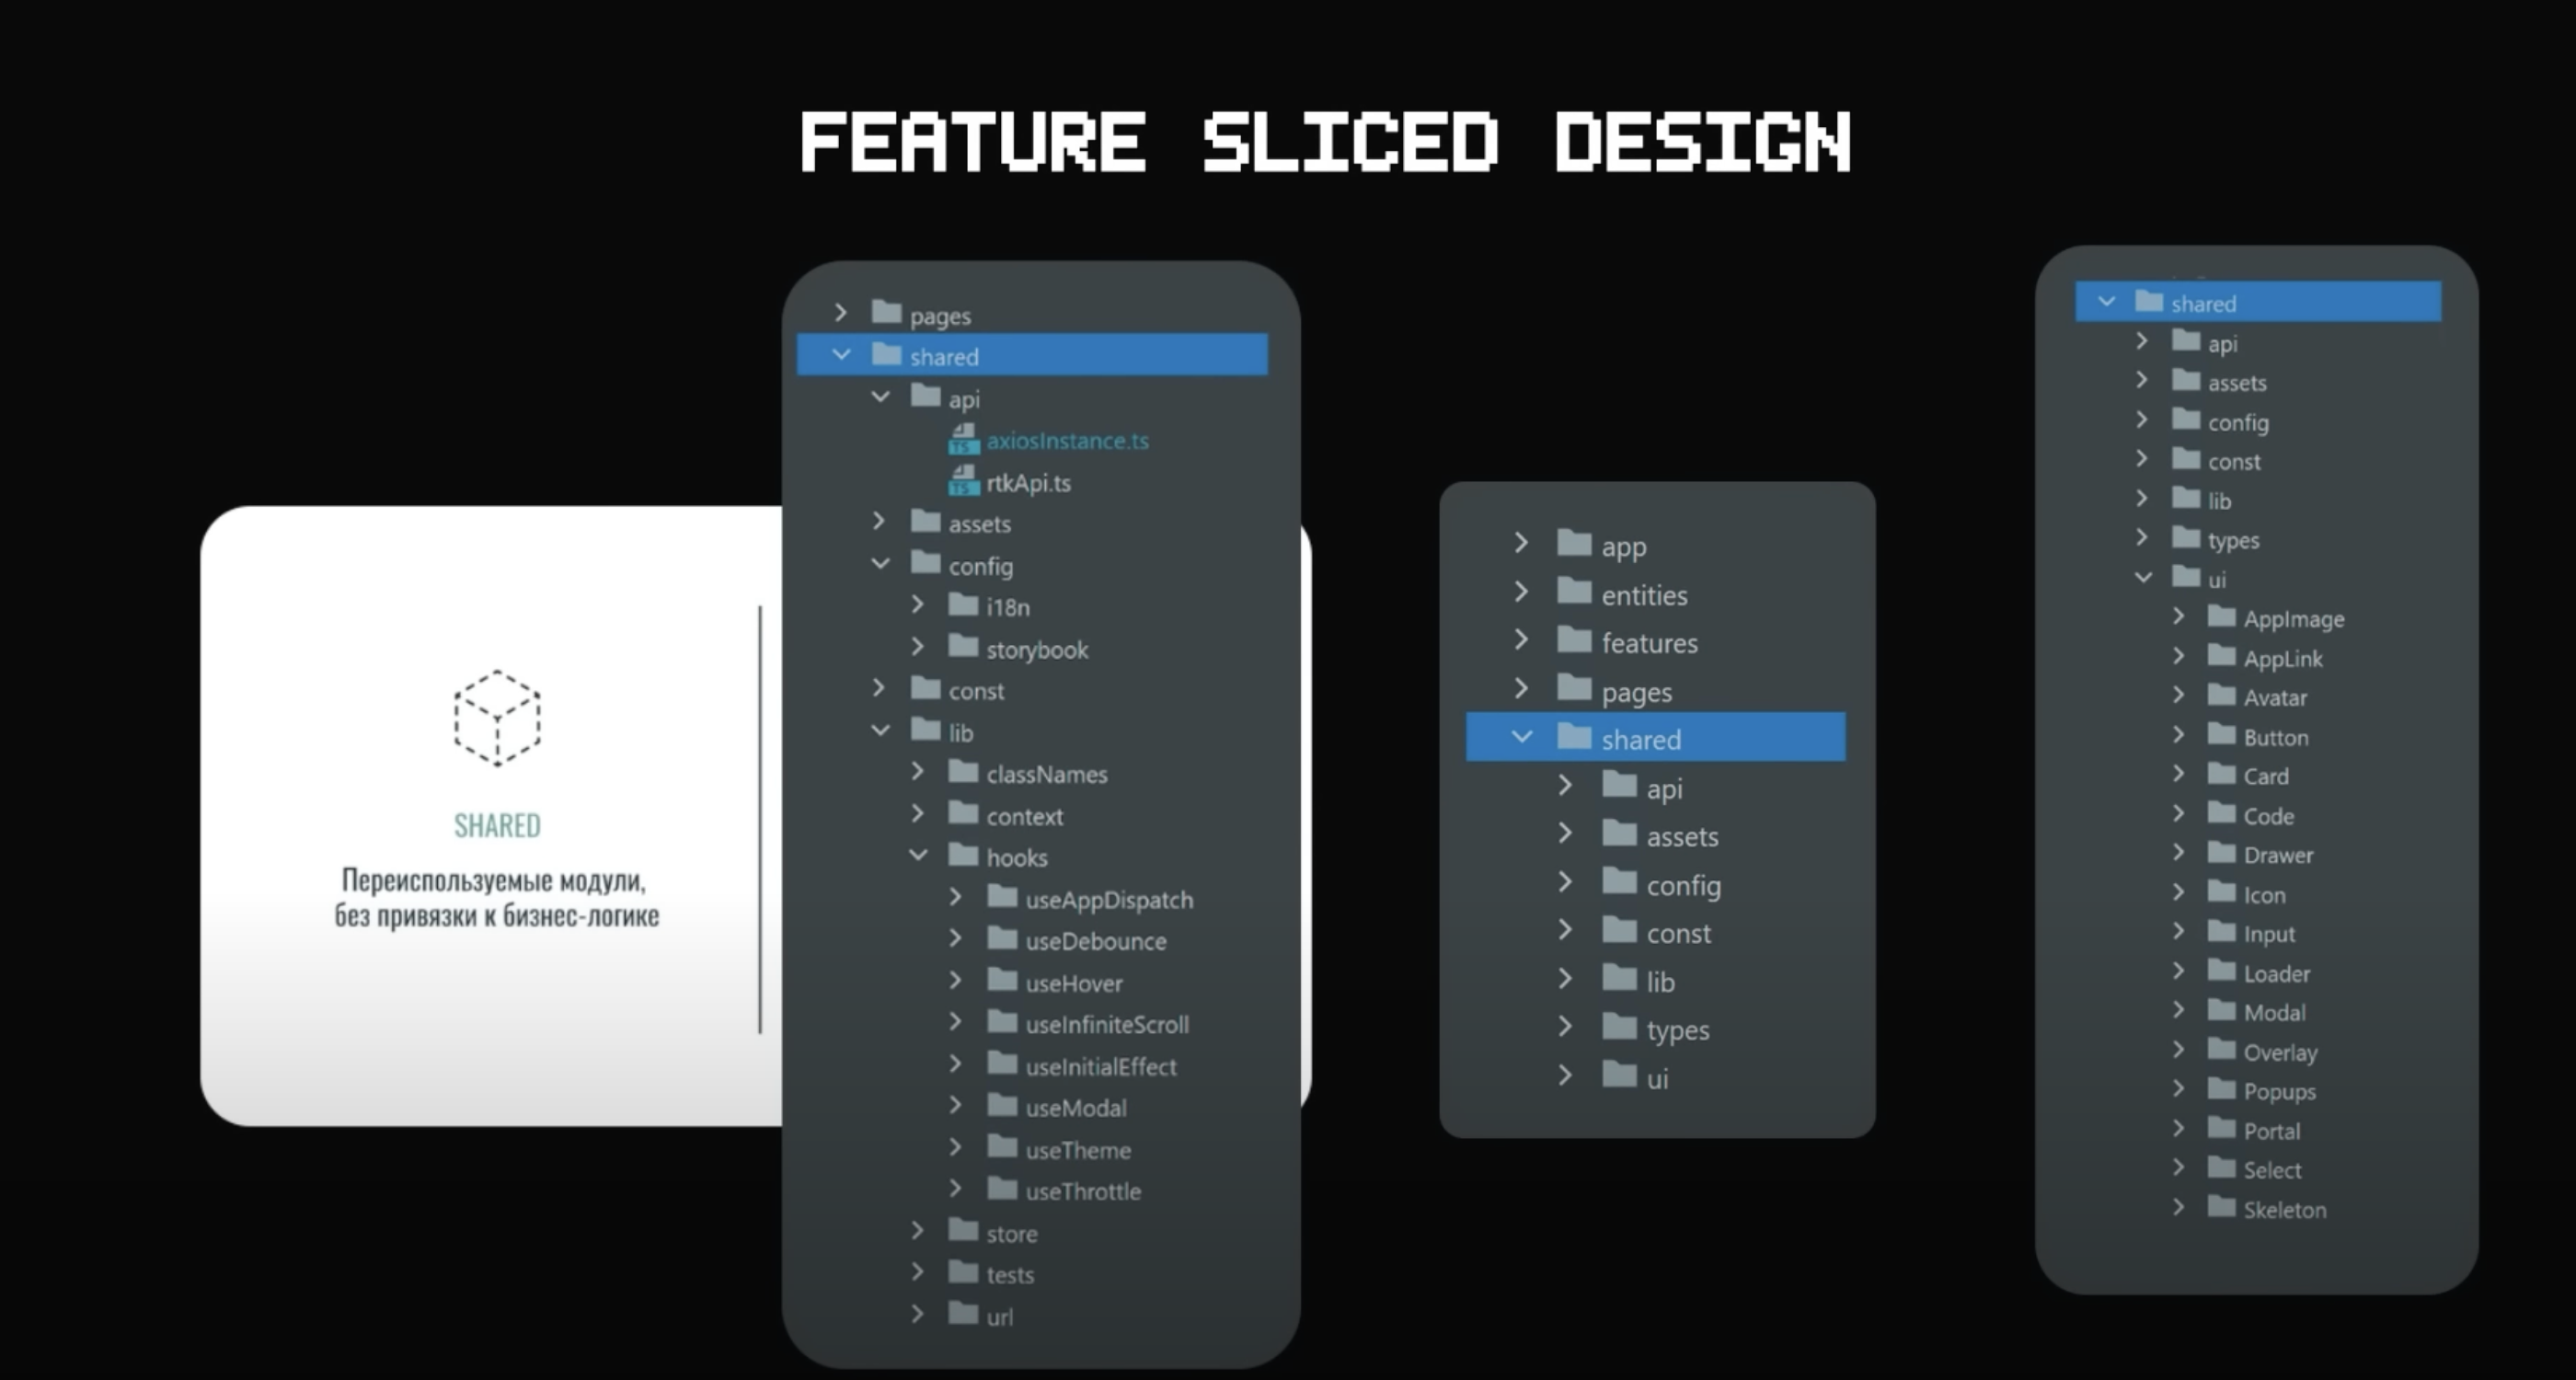 FEATURE SLICED DESIGN
SHARED
Переиспользуемые модули,
без привязки к бизнес-логике
pages
shared
api
axiosInstance.ts
rtkApi.ts
assets
config
i18n
storybook
const
lib
classNames
context
hooks
useAppDispatch
useDebounce
useHover
useInfiniteScroll
useInitialEffect
useModal
useTheme
useThrottle
store
tests
url
app
entities
features
pages
shared
api
assets
config
const
lib
types
ui
shared
api
assets
config
const
lib
types
ui
AppImage
AppLink
Avatar
Button
Card
Code
Drawer
Icon
Input
Loader
Modal
Overlay
Popups
Portal
Select
Skeleton